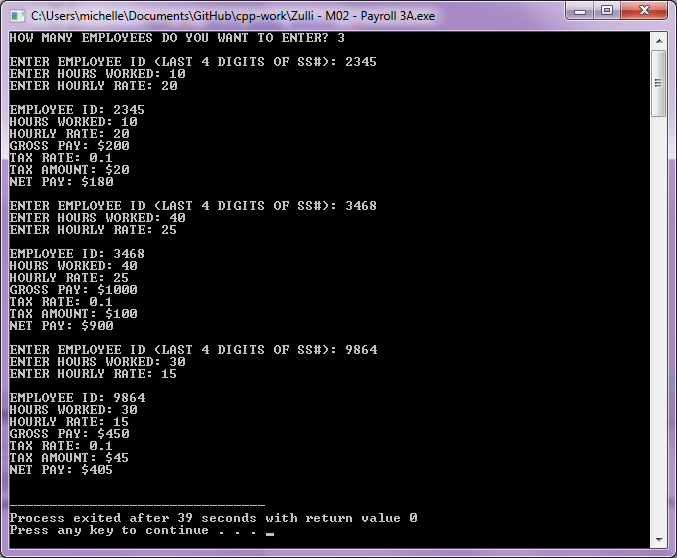 C:\Users\michelle\Documents\GitHub\cpp-work\Zulli - M02 - Payroll 3A.exe
HOW MANY EMPLOYEES DO YOU WANT TO ENTER? 3
ENTER EMPLOYEE ID (LAST 4 DIGITS OF SS#): 2345
ENTER HOURS WORKED: 10
ENTER HOURLY RATE: 20
EMPLOYEE ID: 2345
HOURS WORKED: 10
HOURLY RATE: 20
GROSS PAY: $200
TAX RATE: 0.1
TAX AMOUNT: $20
NET PAY: $180
ENTER EMPLOYEE ID (LAST 4 DIGITS OF SS#): 3468
ENTER HOURS WORKED: 40
ENTER HOURLY RATE: 25
EMPLOYEE ID: 3468
HOURS WORKED: 40
HOURLY RATE: 25
GROSS PAY: $1000
TAX RATE: 0.1
TAX AMOUNT: $100
NET PAY: $900
ENTER EMPLOYEE ID (LAST 4 DIGITS OF SS#): 9864
ENTER HOURS WORKED: 30
ENTER HOURLY RATE: 15
EMPLOYEE ID: 9864
HOURS WORKED: 30
HOURLY RATE: 15
GROSS PAY: $450
TAX RATE: 0.1
TAX AMOUNT: $45
NET PAY: $405
--------------------------------
Process exited after 39 seconds with return value 0
Press any key to continue . . . _